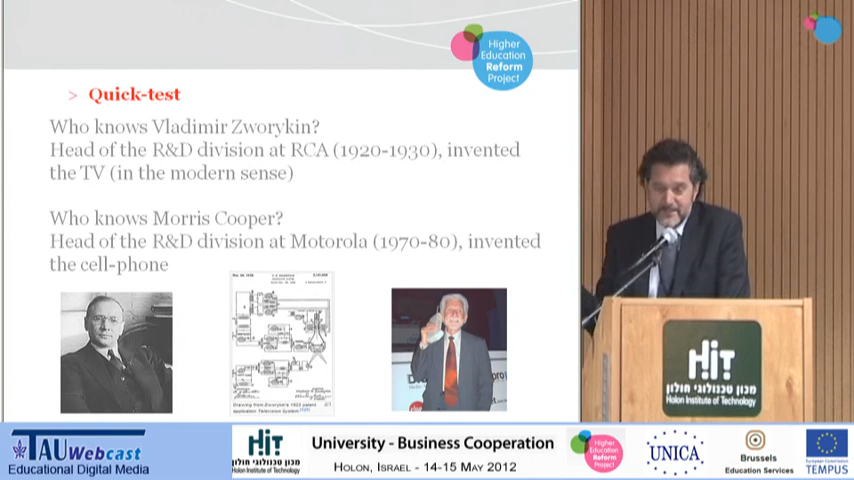 Higher
Education
Reform
Project
> Quick-test
Who knows Vladimir Zworykin?
Head of the R&D division at RCA (1920-1930), invented
the TV (in the modern sense)
Who knows Morris Cooper?
Head of the R&D division at Motorola (1970-80), invented
the cell-phone
Drawing from Zworykin's 1923 patent
application Television System
HiT
מכון טכנולוגי חולון
Holon Institute of Technology
TAU Webcast
Educational Digital Media
HiT
מכון טכנולוגי חולון
Holon Institute of Technology
University - Business Cooperation
Holon, Israel - 14-15 May 2012
Higher
Education
Reform
Project
UNICA
Brussels
Education Services
TEMPUS